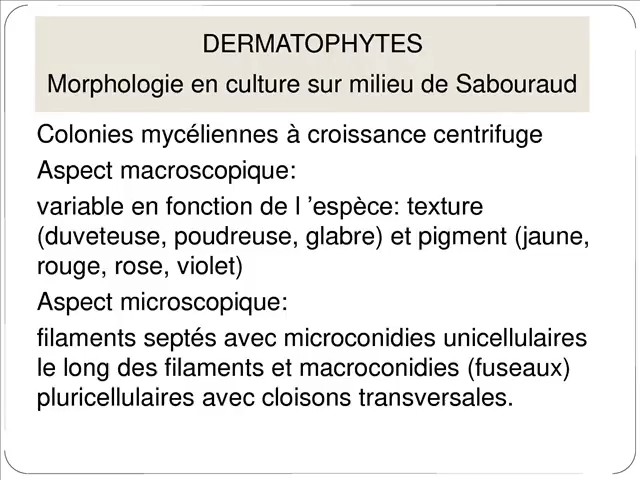 DERMATOPHYTES
Morphologie en culture sur milieu de Sabouraud
Colonies mycéliennes à croissance centrifuge
Aspect macroscopique:
variable en fonction de l ’espèce: texture
(duveteuse, poudreuse, glabre) et pigment (jaune,
rouge, rose, violet)
Aspect microscopique:
filaments septés avec microconidies unicellulaires
le long des filaments et macroconidies (fuseaux)
pluricellulaires avec cloisons transversales.